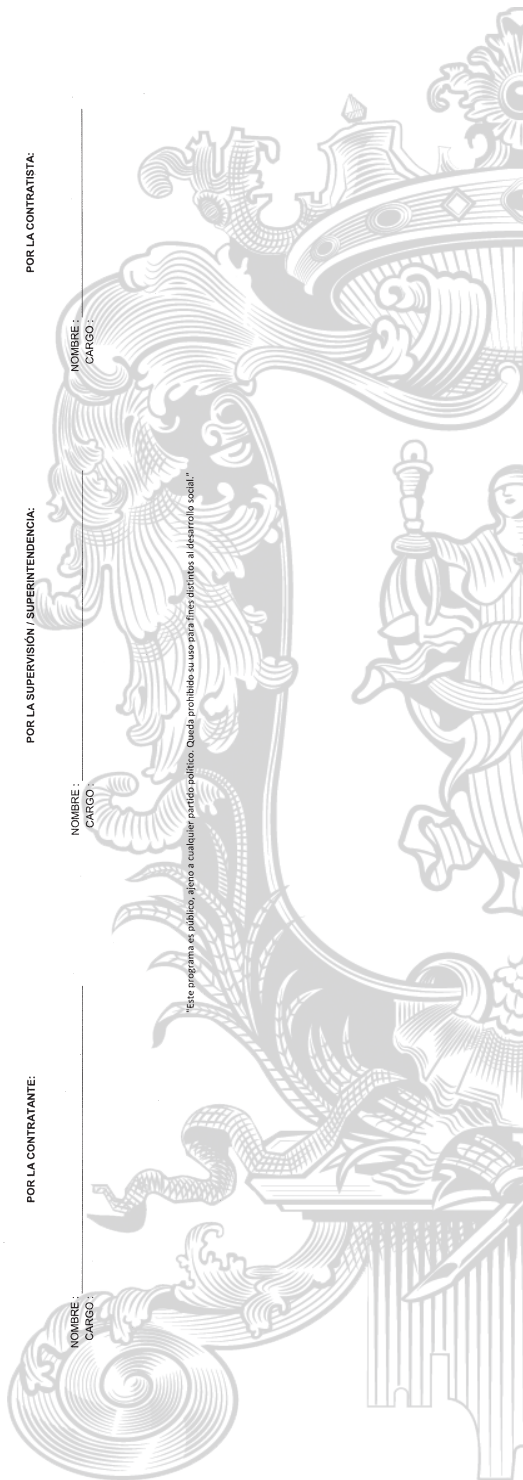 POR LA CONTRATANTE:
POR LA SUPERVISIÓN / SUPERINTENDENCIA:
POR LA CONTRATISTA:
NOMBRE :
CARGO :
NOMBRE :
CARGO :
NOMBRE :
CARGO :
"Este programa es público, ajeno a cualquier partido político. Queda prohibido su uso para fines distintos al desarrollo social."